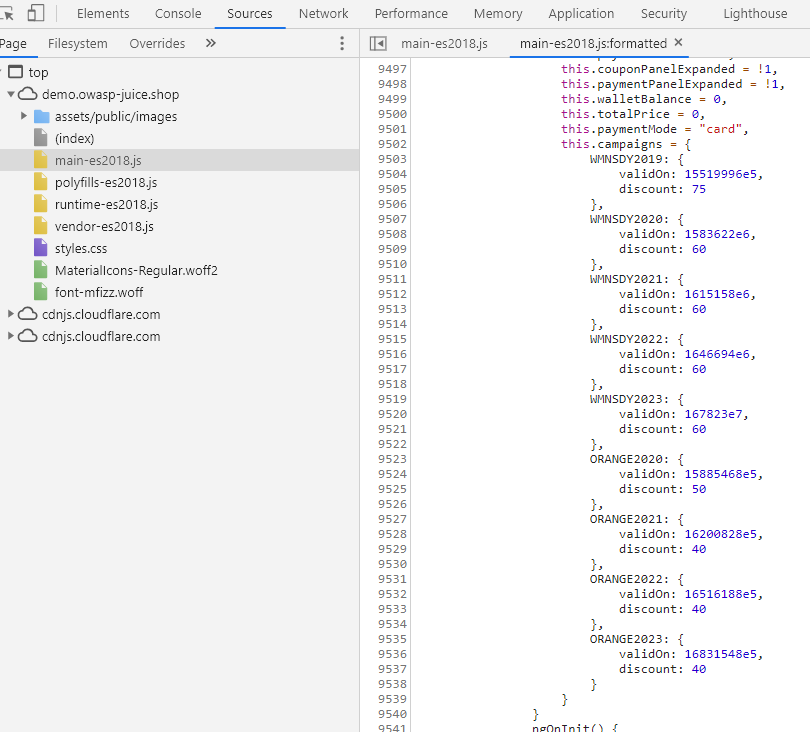 Elements Console Sources Network Performance Memory Application Security Lighthouse
Page Filesystem Overrides »
main-es2018.js main-es2018.js:formatted ×
top
demo.owasp-juice.shop
assets/public/images
(index)
main-es2018.js
polyfills-es2018.js
runtime-es2018.js
vendor-es2018.js
styles.css
MaterialIcons-Regular.woff2
font-mfizz.woff
cdnjs.cloudflare.com
cdnjs.cloudflare.com
9497 this.couponPanelExpanded = !1,
9498 this.paymentPanelExpanded = !1,
9499 this.walletBalance = 0,
9500 this.totalPrice = 0,
9501 this.paymentMode = "card",
9502 this.campaigns = {
9503 WMNSDY2019: {
9504 validOn: 15519996e5,
9505 discount: 75
9506 },
9507 WMNSDY2020: {
9508 validOn: 1583622e6,
9509 discount: 60
9510 },
9511 WMNSDY2021: {
9512 validOn: 1615158e6,
9513 discount: 60
9514 },
9515 WMNSDY2022: {
9516 validOn: 1646694e6,
9517 discount: 60
9518 },
9519 WMNSDY2023: {
9520 validOn: 167823e7,
9521 discount: 60
9522 },
9523 ORANGE2020: {
9524 validOn: 15885468e5,
9525 discount: 50
9526 },
9527 ORANGE2021: {
9528 validOn: 16200828e5,
9529 discount: 40
9530 },
9531 ORANGE2022: {
9532 validOn: 16516188e5,
9533 discount: 40
9534 },
9535 ORANGE2023: {
9536 validOn: 16831548e5,
9537 discount: 40
9538 }
9539 }
9540 }
9541 ngOnInit() {